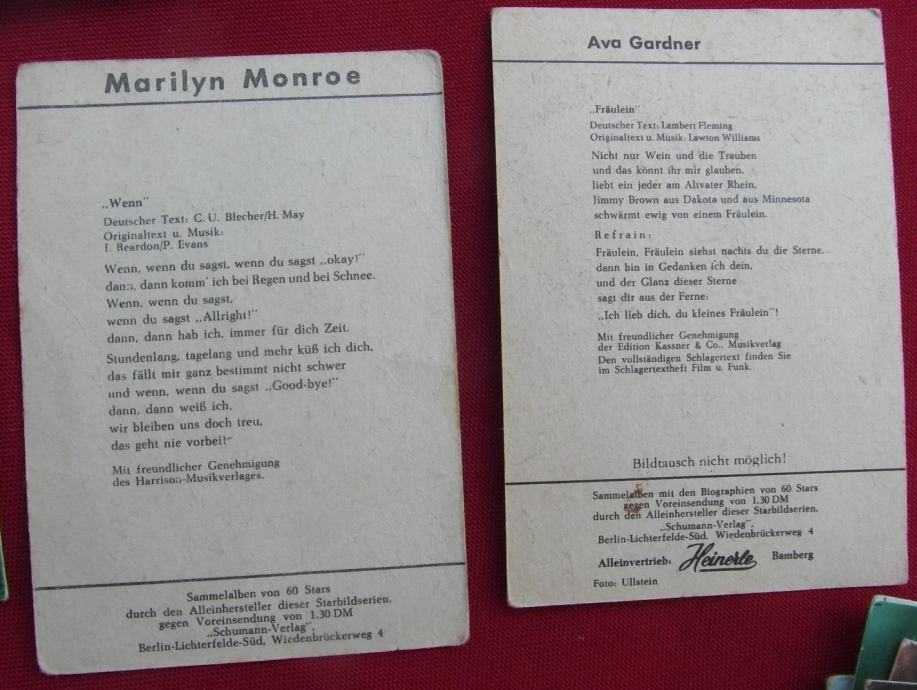 Marilyn Monroe
„Wenn"
Deutscher Text: C. U. Blecher/H. May
Originaltext u. Musik:
J. Reardon/P. Evans
Wenn, wenn du sagst, wenn du sagst „okay!"
dann, dann komm' ich bei Regen und bei Schnee.
Wenn, wenn du sagst,
wenn du sagst „Allright!"
dann, dann hab ich, immer für dich Zeit.
Stundenlang, tagelang und mehr küß ich dich,
das fällt mir ganz bestimmt nicht schwer
und wenn, wenn du sagst „Good-bye!"
dann, dann weiß ich,
wir bleiben uns doch treu,
das geht nie vorbei!
Mit freundlicher Genehmigung
des Harrison-Musikverlages.
Sammelalben von 60 Stars
durch den Alleinhersteller dieser Starbildserien.
gegen Voreinsendung von 1.30 DM
„Schumann-Verlag",
Berlin-Lichterfelde-Süd, Wiedenbrückerweg 4
Ava Gardner
„Fräulein"
Deutscher Text: Lambert Fleming
Originaltext u. Musik: Lawton Williams
Nicht nur Wein und die Trauben
und das könnt ihr mir glauben,
liebt ein jeder am Altvater Rhein,
Jimmy Brown aus Dakota und aus Minnesota
schwärmt ewig von einem Fräulein.
Refrain:
Fräulein, Fräulein siehst nachts du die Sterne,
dann bin in Gedanken ich dein,
und der Glanz dieser Sterne
sagt dir aus der Ferne:
„Ich lieb dich, du kleines Fräulein"!
Mit freundlicher Genehmigung
der Edition Kassner & Co., Musikverlag
Den vollständigen Schlagertext finden Sie
im Schlagertextheft Film u. Funk.
Bildtausch nicht möglich!
Sammelalben mit den Biographien von 60 Stars
gegen Voreinsendung von 1.30 DM
durch den Alleinhersteller dieser Starbildserien.
„Schumann-Verlag",
Berlin-Lichterfelde-Süd, Wiedenbrückerweg 4
Alleinvertrieb: Heinerle Bamberg
Foto: Ullstein